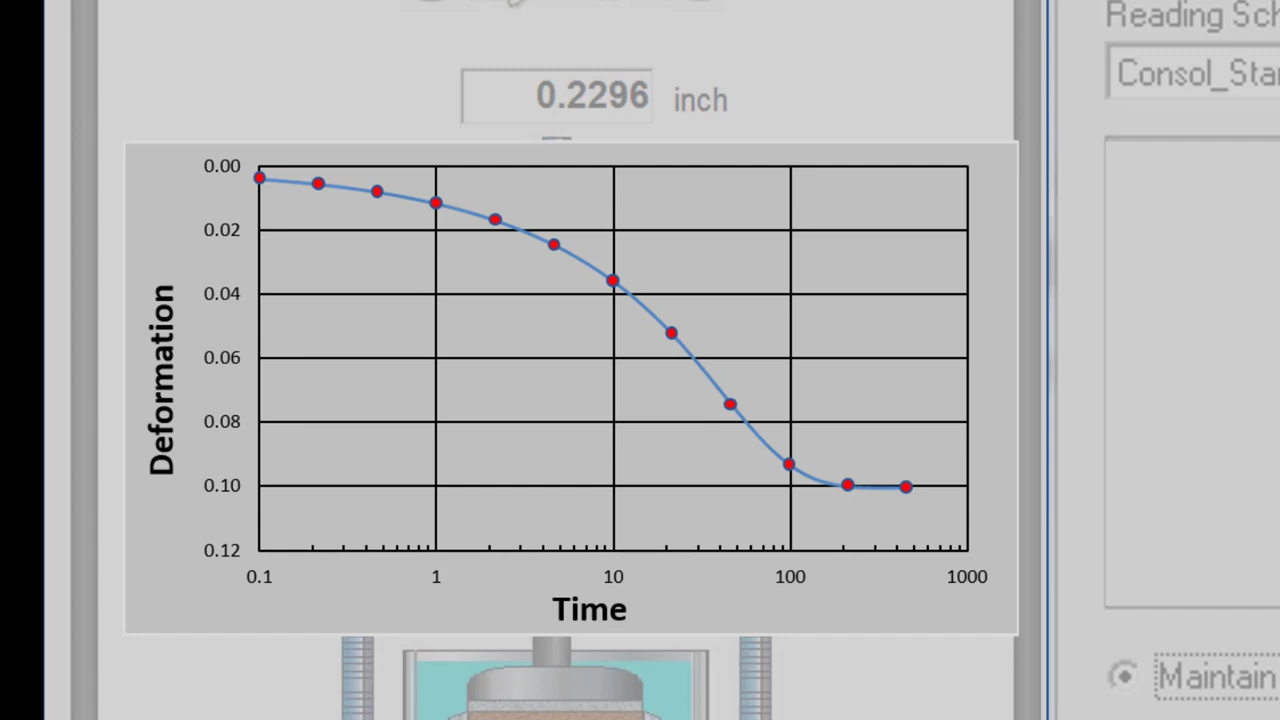 Reading Sch
Consol_Star
0.2296 inch
0.00
0.02
0.04
0.06
0.08
0.10
0.12
Deformation
0.1 1 10 100 1000
Time
Maintain